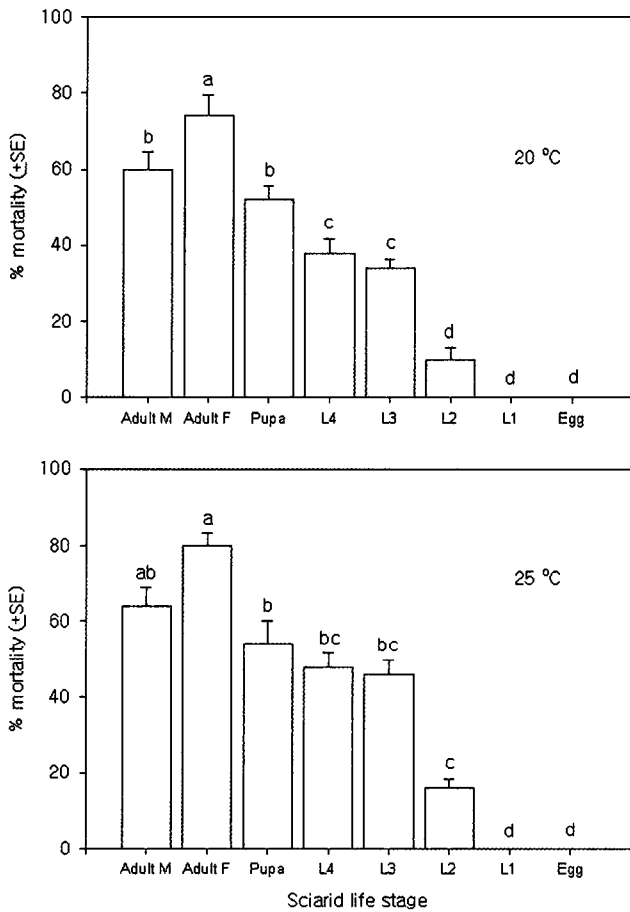 100
80
60
40
20
0
% mortality (±SE)
20 ºC
b
a
b
c
c
d
d
d
Adult M Adult F Pupa L4 L3 L2 L1 Egg
100
80
60
40
20
0
% mortality (±SE)
25 ºC
ab
a
b
bc
bc
c
d
d
Adult M Adult F Pupa L4 L3 L2 L1 Egg
Sciarid life stage